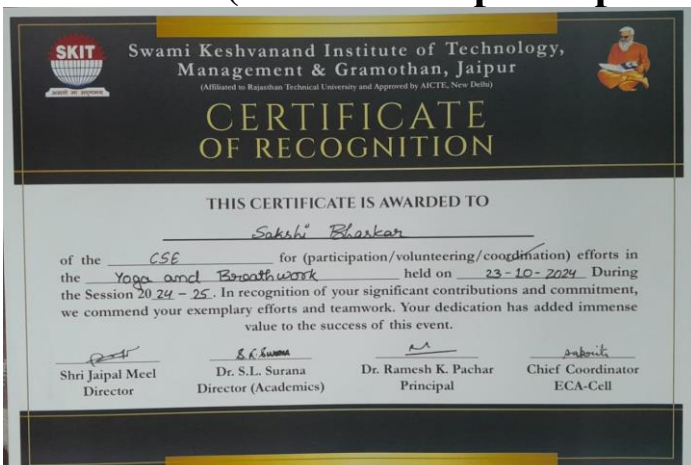 SKIT
Swami Keshvanand Institute of Technology,
Management & Gramothan, Jaipur
(Affiliated to Rajasthan Technical University and Approved by AICTE, New Delhi)
CERTIFICATE
OF RECOGNITION
THIS CERTIFICATE IS AWARDED TO
Sakshi Bhaskar
of the CSE for (participation/volunteering/coordination) efforts in
the Yoga and Breathwork held on 23-10-2024 During
the Session 2024-25. In recognition of your significant contributions and commitment,
we commend your exemplary efforts and teamwork. Your dedication has added immense
value to the success of this event.
S. L. Surana
Shri Jaipal Meel Dr. S.L. Surana Dr. Ramesh K. Pachar Chief Coordinator
Director Director (Academics) Principal ECA-Cell